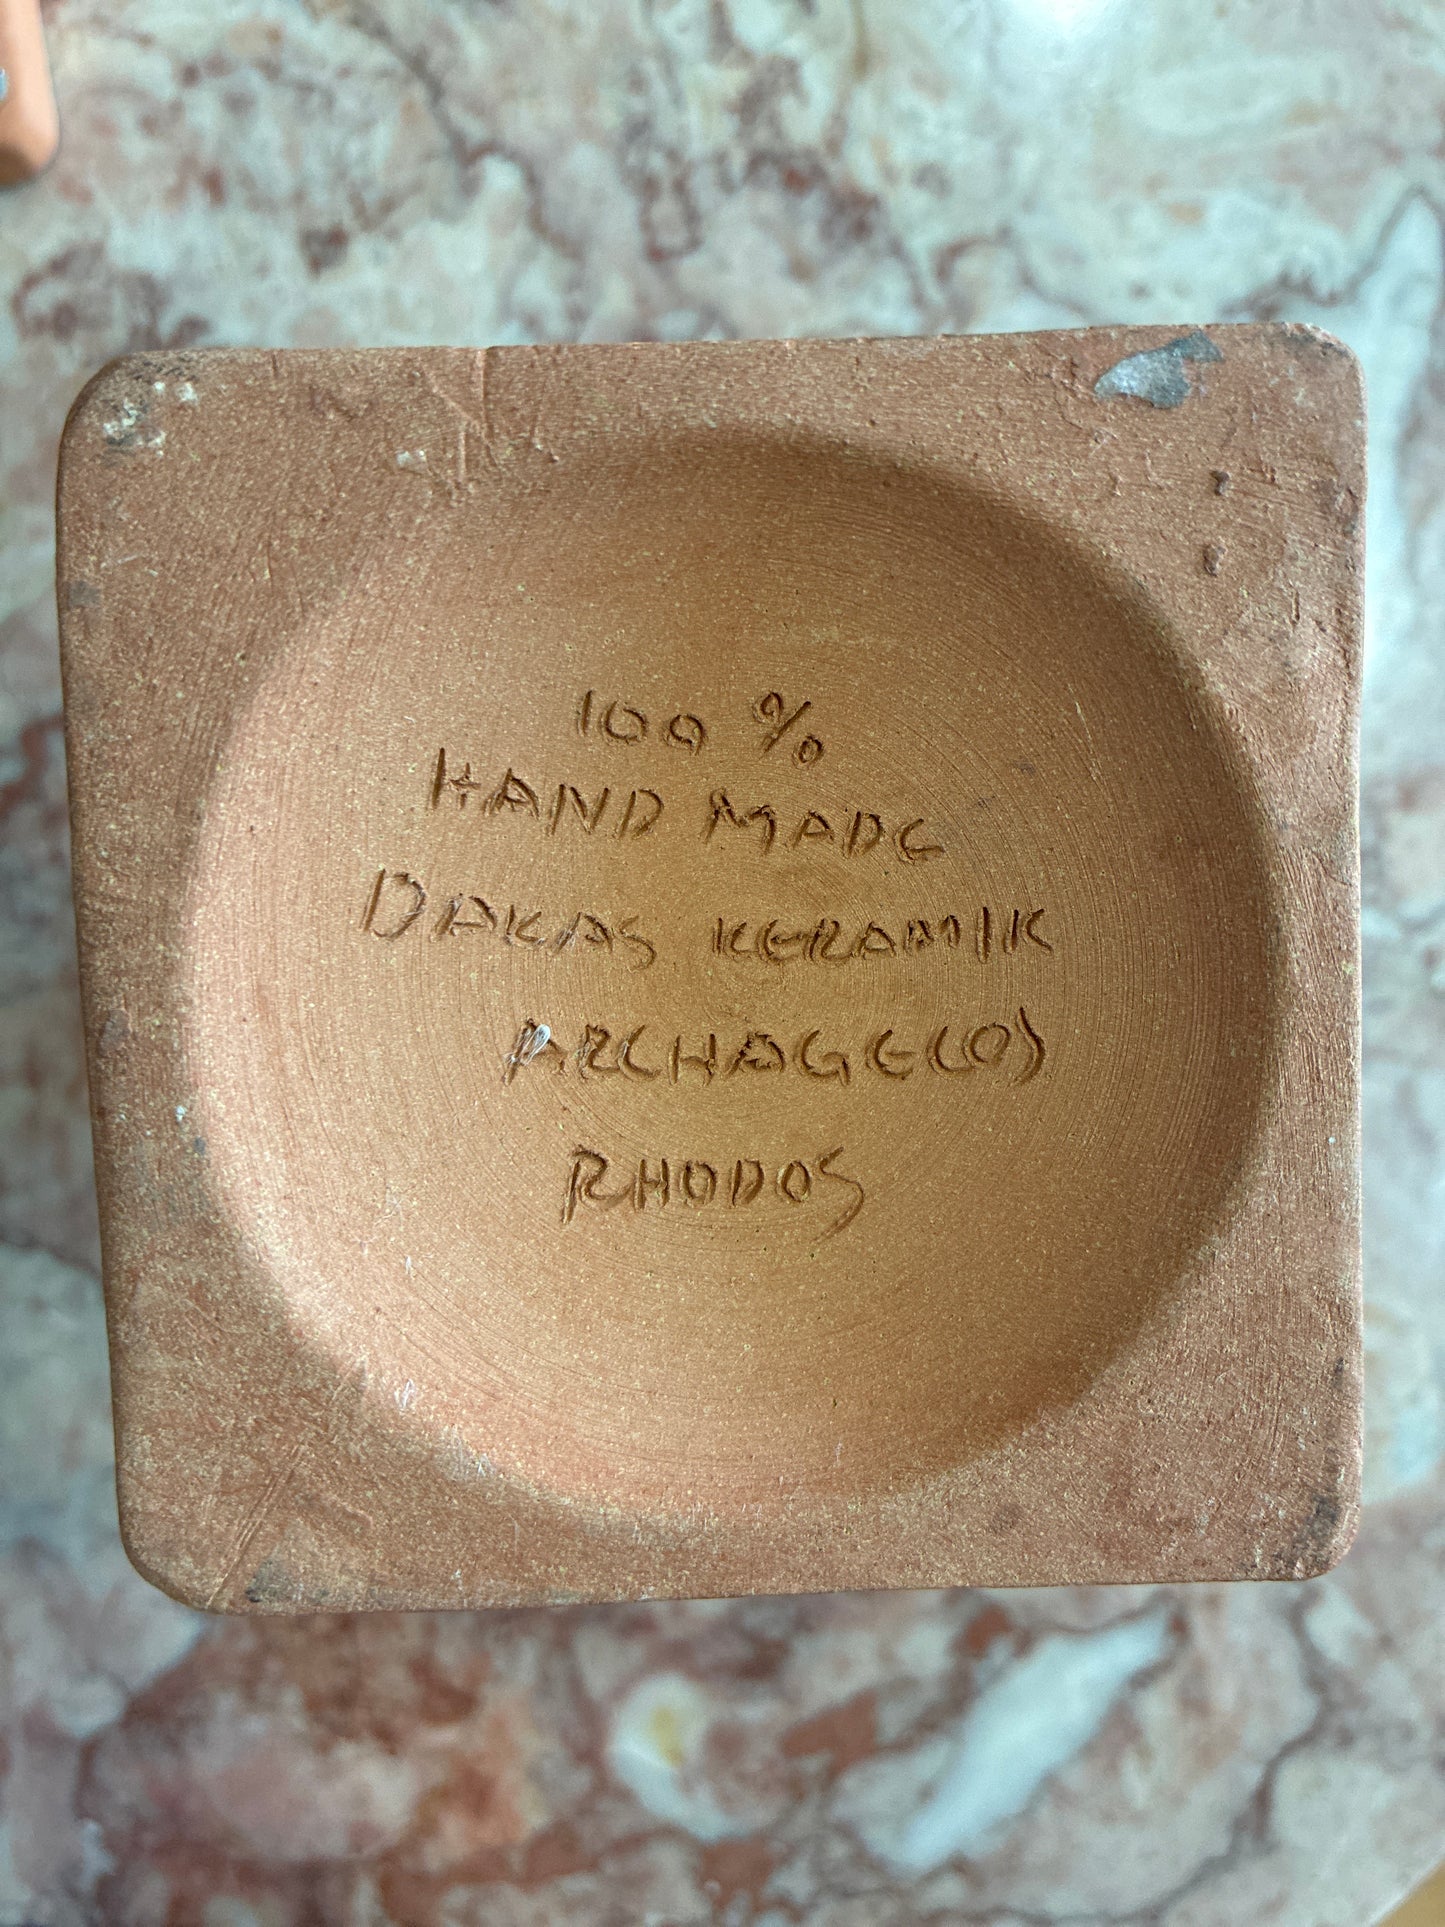 100 %
HAND MADE
DAKAS KERAMIK
ARCHAGGELOS
RHODOS